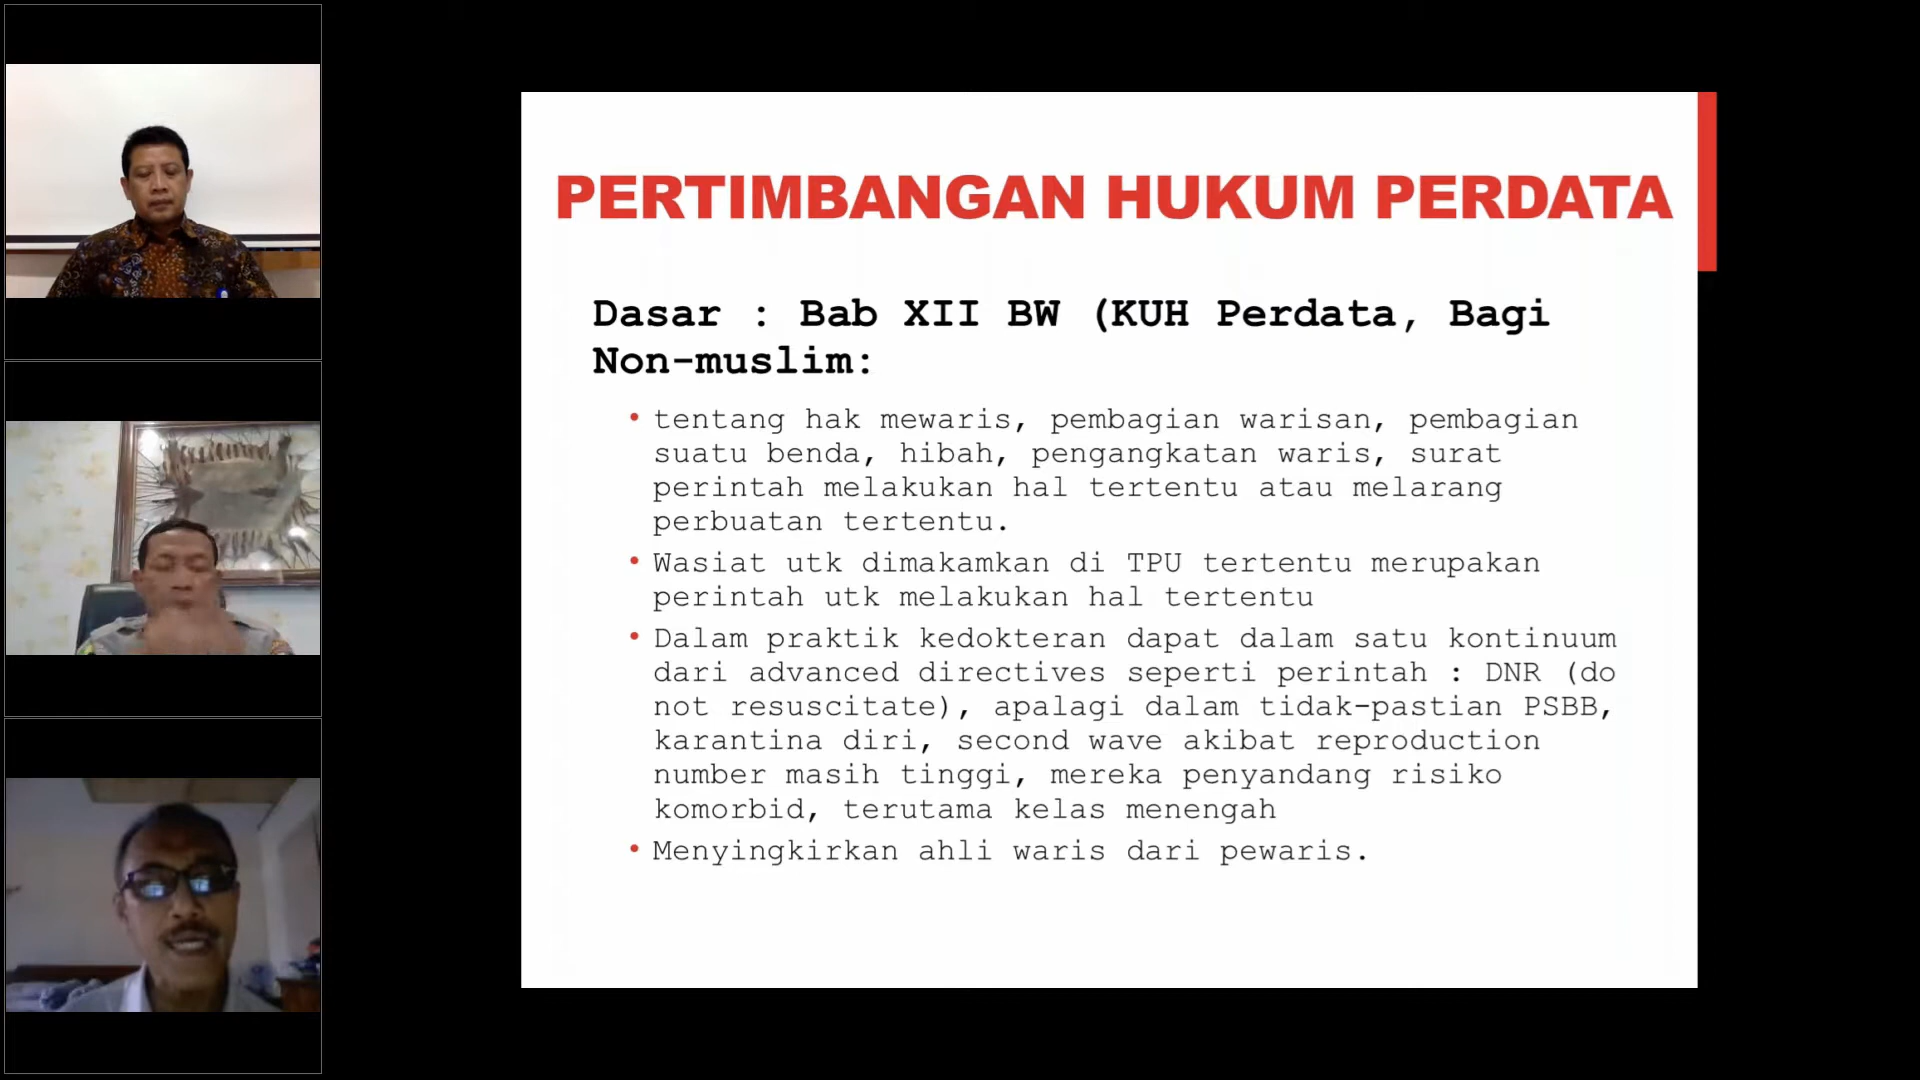 PERTIMBANGAN HUKUM PERDATA
Dasar : Bab XII BW (KUH Perdata, Bagi
Non-muslim:
• tentang hak mewaris, pembagian warisan, pembagian
suatu benda, hibah, pengangkatan waris, surat
perintah melakukan hal tertentu atau melarang
perbuatan tertentu.
• Wasiat utk dimakamkan di TPU tertentu merupakan
perintah utk melakukan hal tertentu
• Dalam praktik kedokteran dapat dalam satu kontinuum
dari advanced directives seperti perintah : DNR (do
not resuscitate), apalagi dalam tidak-pastian PSBB,
karantina diri, second wave akibat reproduction
number masih tinggi, mereka penyandang risiko
komorbid, terutama kelas menengah
• Menyingkirkan ahli waris dari pewaris.